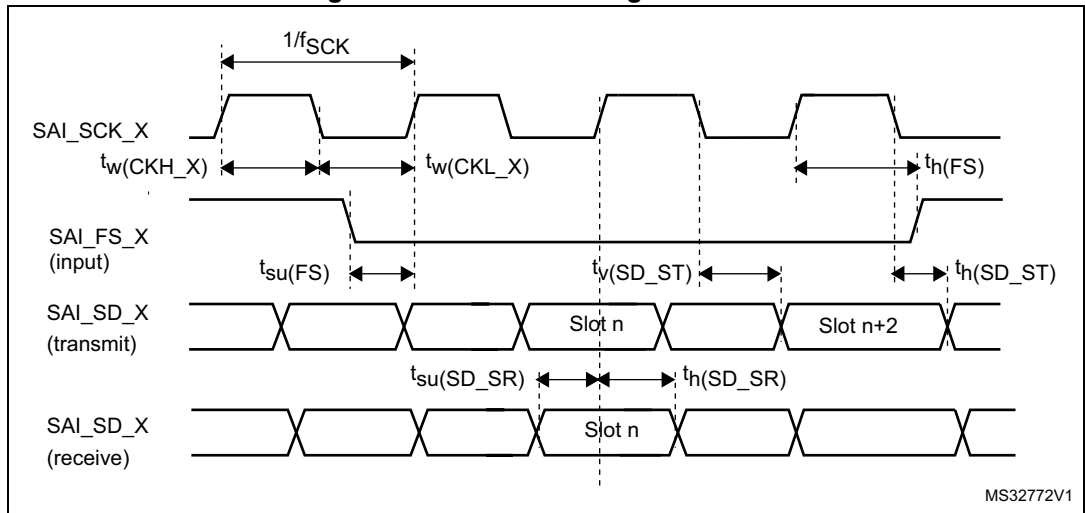 1/fSCK
SAI_SCK_X
tw(CKH_X)
tw(CKL_X)
th(FS)
SAI_FS_X
(input)
tsu(FS)
tv(SD_ST)
th(SD_ST)
SAI_SD_X
(transmit)
Slot n
Slot n+2
tsu(SD_SR)
th(SD_SR)
SAI_SD_X
(receive)
Slot n
MS32772V1